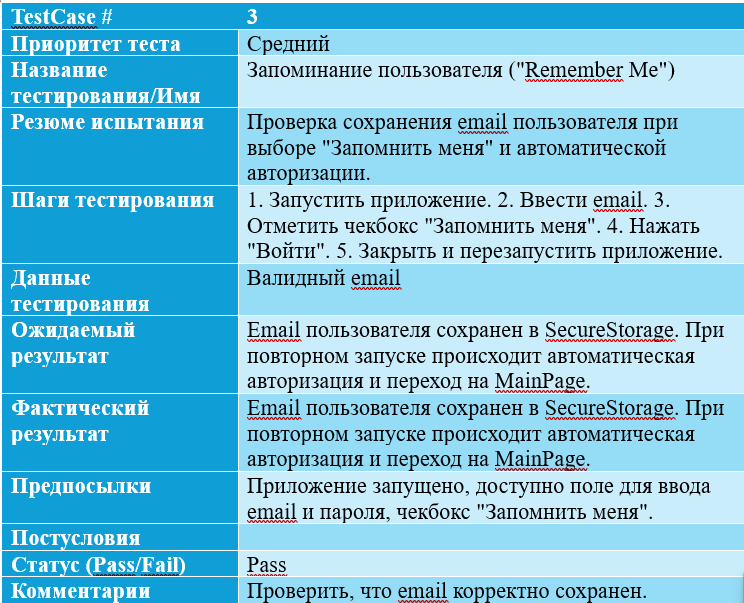 TestCase # 3
Приоритет теста Средний
Название Запоминание пользователя ("Remember Me")
тестирования/Имя
Резюме испытания Проверка сохранения email пользователя при
выборе "Запомнить меня" и автоматической
авторизации.
Шаги тестирования 1. Запустить приложение. 2. Ввести email. 3.
Отметить чекбокс "Запомнить меня". 4. Нажать
"Войти". 5. Закрыть и перезапустить приложение.
Данные Валидный email
тестирования
Ожидаемый Email пользователя сохранен в SecureStorage. При
результат повторном запуске происходит автоматическая
авторизация и переход на MainPage.
Фактический Email пользователя сохранен в SecureStorage. При
результат повторном запуске происходит автоматическая
авторизация и переход на MainPage.
Предпосылки Приложение запущено, доступно поле для ввода
email и пароля, чекбокс "Запомнить меня".
Постусловия
Статус (Pass/Fail) Pass
Комментарии Проверить, что email корректно сохранен.